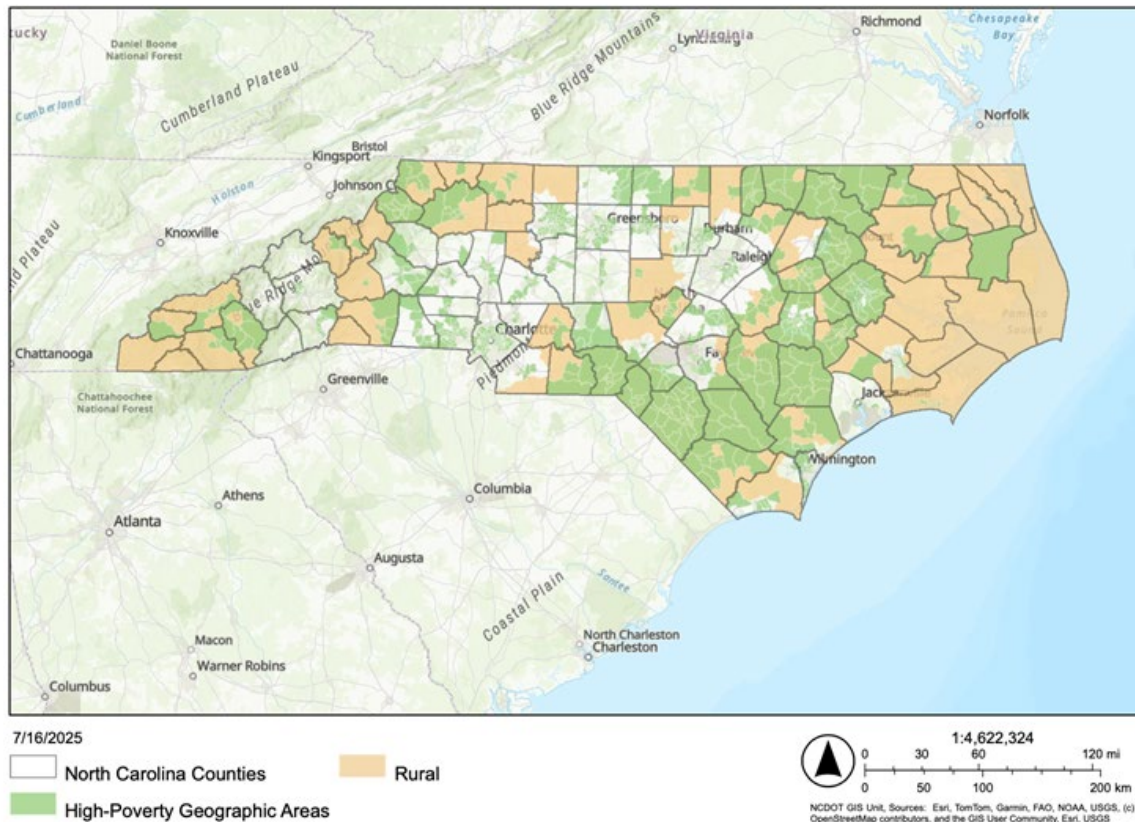 Richmond
Chesapeake
Bay
Daniel Boone
National Forest
Virginia
Cumberland Plateau
Blue Ridge Mountains
Cumberland
Norfolk
Bristol
Kingsport
Holston
Knoxville
Greensboro
Durham
Raleigh
Charlotte
Chattanooga
Piedmont
Greenville
Chattahoochee
National Forest
Wilmington
Columbia
Athens
Atlanta
Augusta
Santee
Coastal Plain
North Charleston
Charleston
Macon
Warner Robins
Columbus
7/16/2025
North Carolina Counties
Rural
High-Poverty Geographic Areas
1:4,622,324
0 30 60 120 mi
0 50 100 200 km
NCDOT GIS Unit, Sources: Esri, TomTom, Garmin, FAO, NOAA, USGS, (c)
OpenStreetMap contributors, and the GIS User Community, Esri, USGS